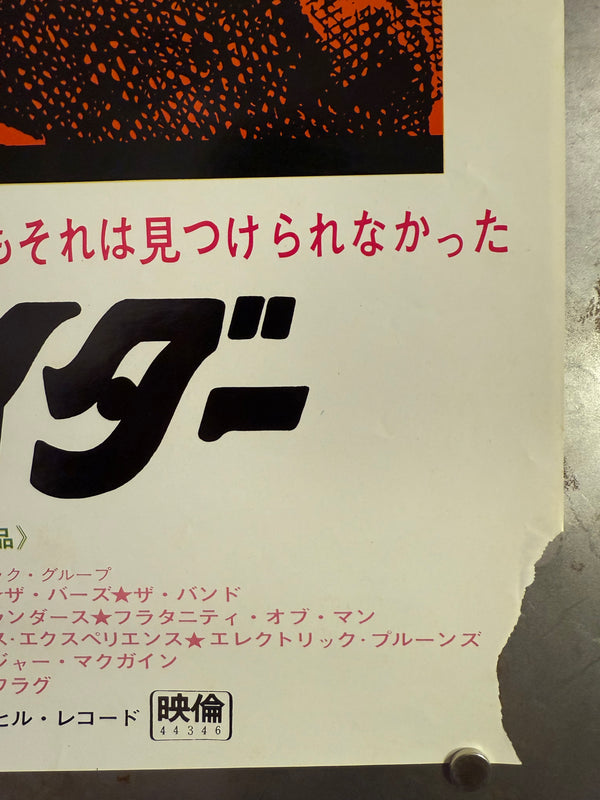 もそれは見つけられなかった
イダー
品》
ック・グループ
ザ・バーズ★ザ・バンド
ンダース★フラタニティ・オブ・マン
ス・エクスペリエンス★エレクトリック・プルーンズ
ジャー・マクガイン
フラグ
ヒル・レコード
映倫
44346